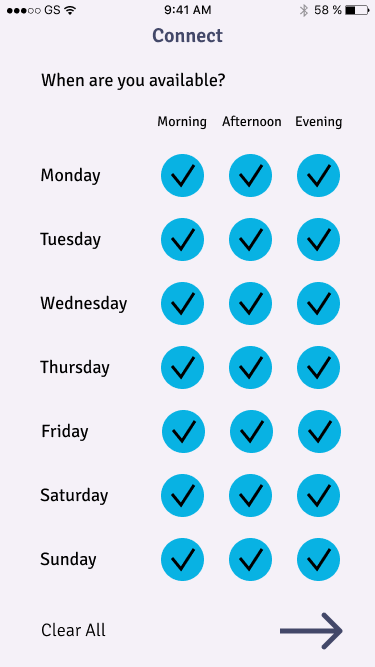 GS 9:41 AM 58 %
Connect
When are you available?
Morning Afternoon Evening
Monday
Tuesday
Wednesday
Thursday
Friday
Saturday
Sunday
Clear All